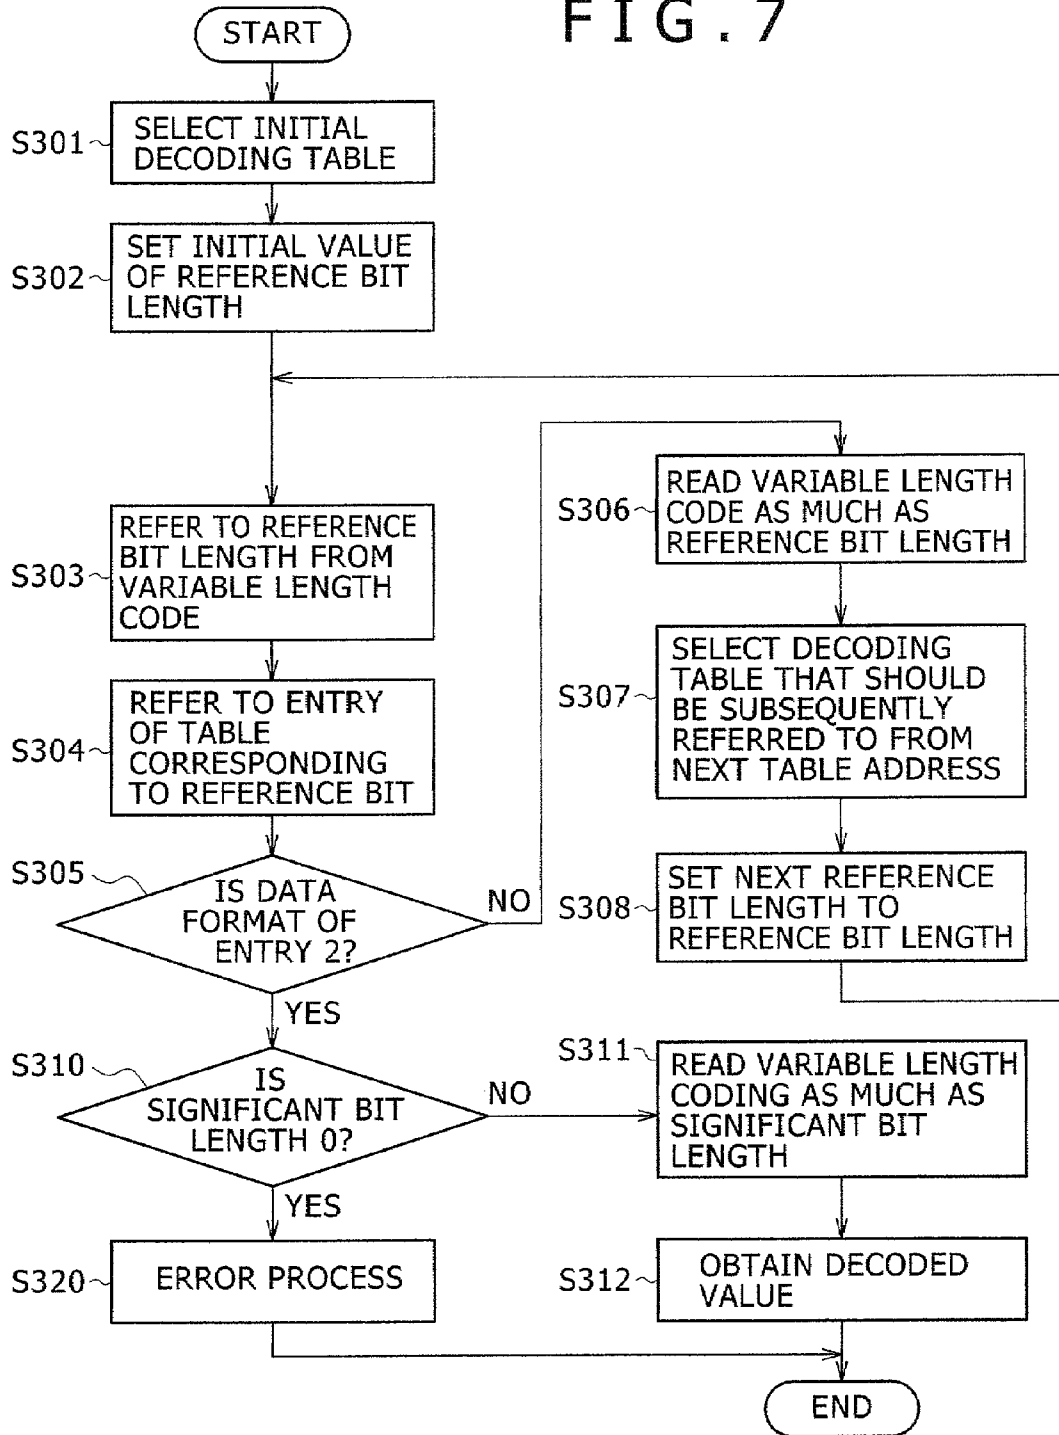 FIG.7
START
S301
SELECT INITIAL
DECODING TABLE
S302
SET INITIAL VALUE
OF REFERENCE BIT
LENGTH
S303
REFER TO REFERENCE
BIT LENGTH FROM
VARIABLE LENGTH
CODE
S304
REFER TO ENTRY
OF TABLE
CORRESPONDING
TO REFERENCE BIT
S305
IS DATA
FORMAT OF
ENTRY 2?
NO
YES
S306
READ VARIABLE LENGTH
CODE AS MUCH AS
REFERENCE BIT LENGTH
S307
SELECT DECODING
TABLE THAT SHOULD
BE SUBSEQUENTLY
REFERRED TO FROM
NEXT TABLE ADDRESS
S308
SET NEXT REFERENCE
BIT LENGTH TO
REFERENCE BIT LENGTH
S310
IS
SIGNIFICANT BIT
LENGTH 0?
NO
YES
S311
READ VARIABLE LENGTH
CODING AS MUCH AS
SIGNIFICANT BIT
LENGTH
S320
ERROR PROCESS
S312
OBTAIN DECODED
VALUE
END